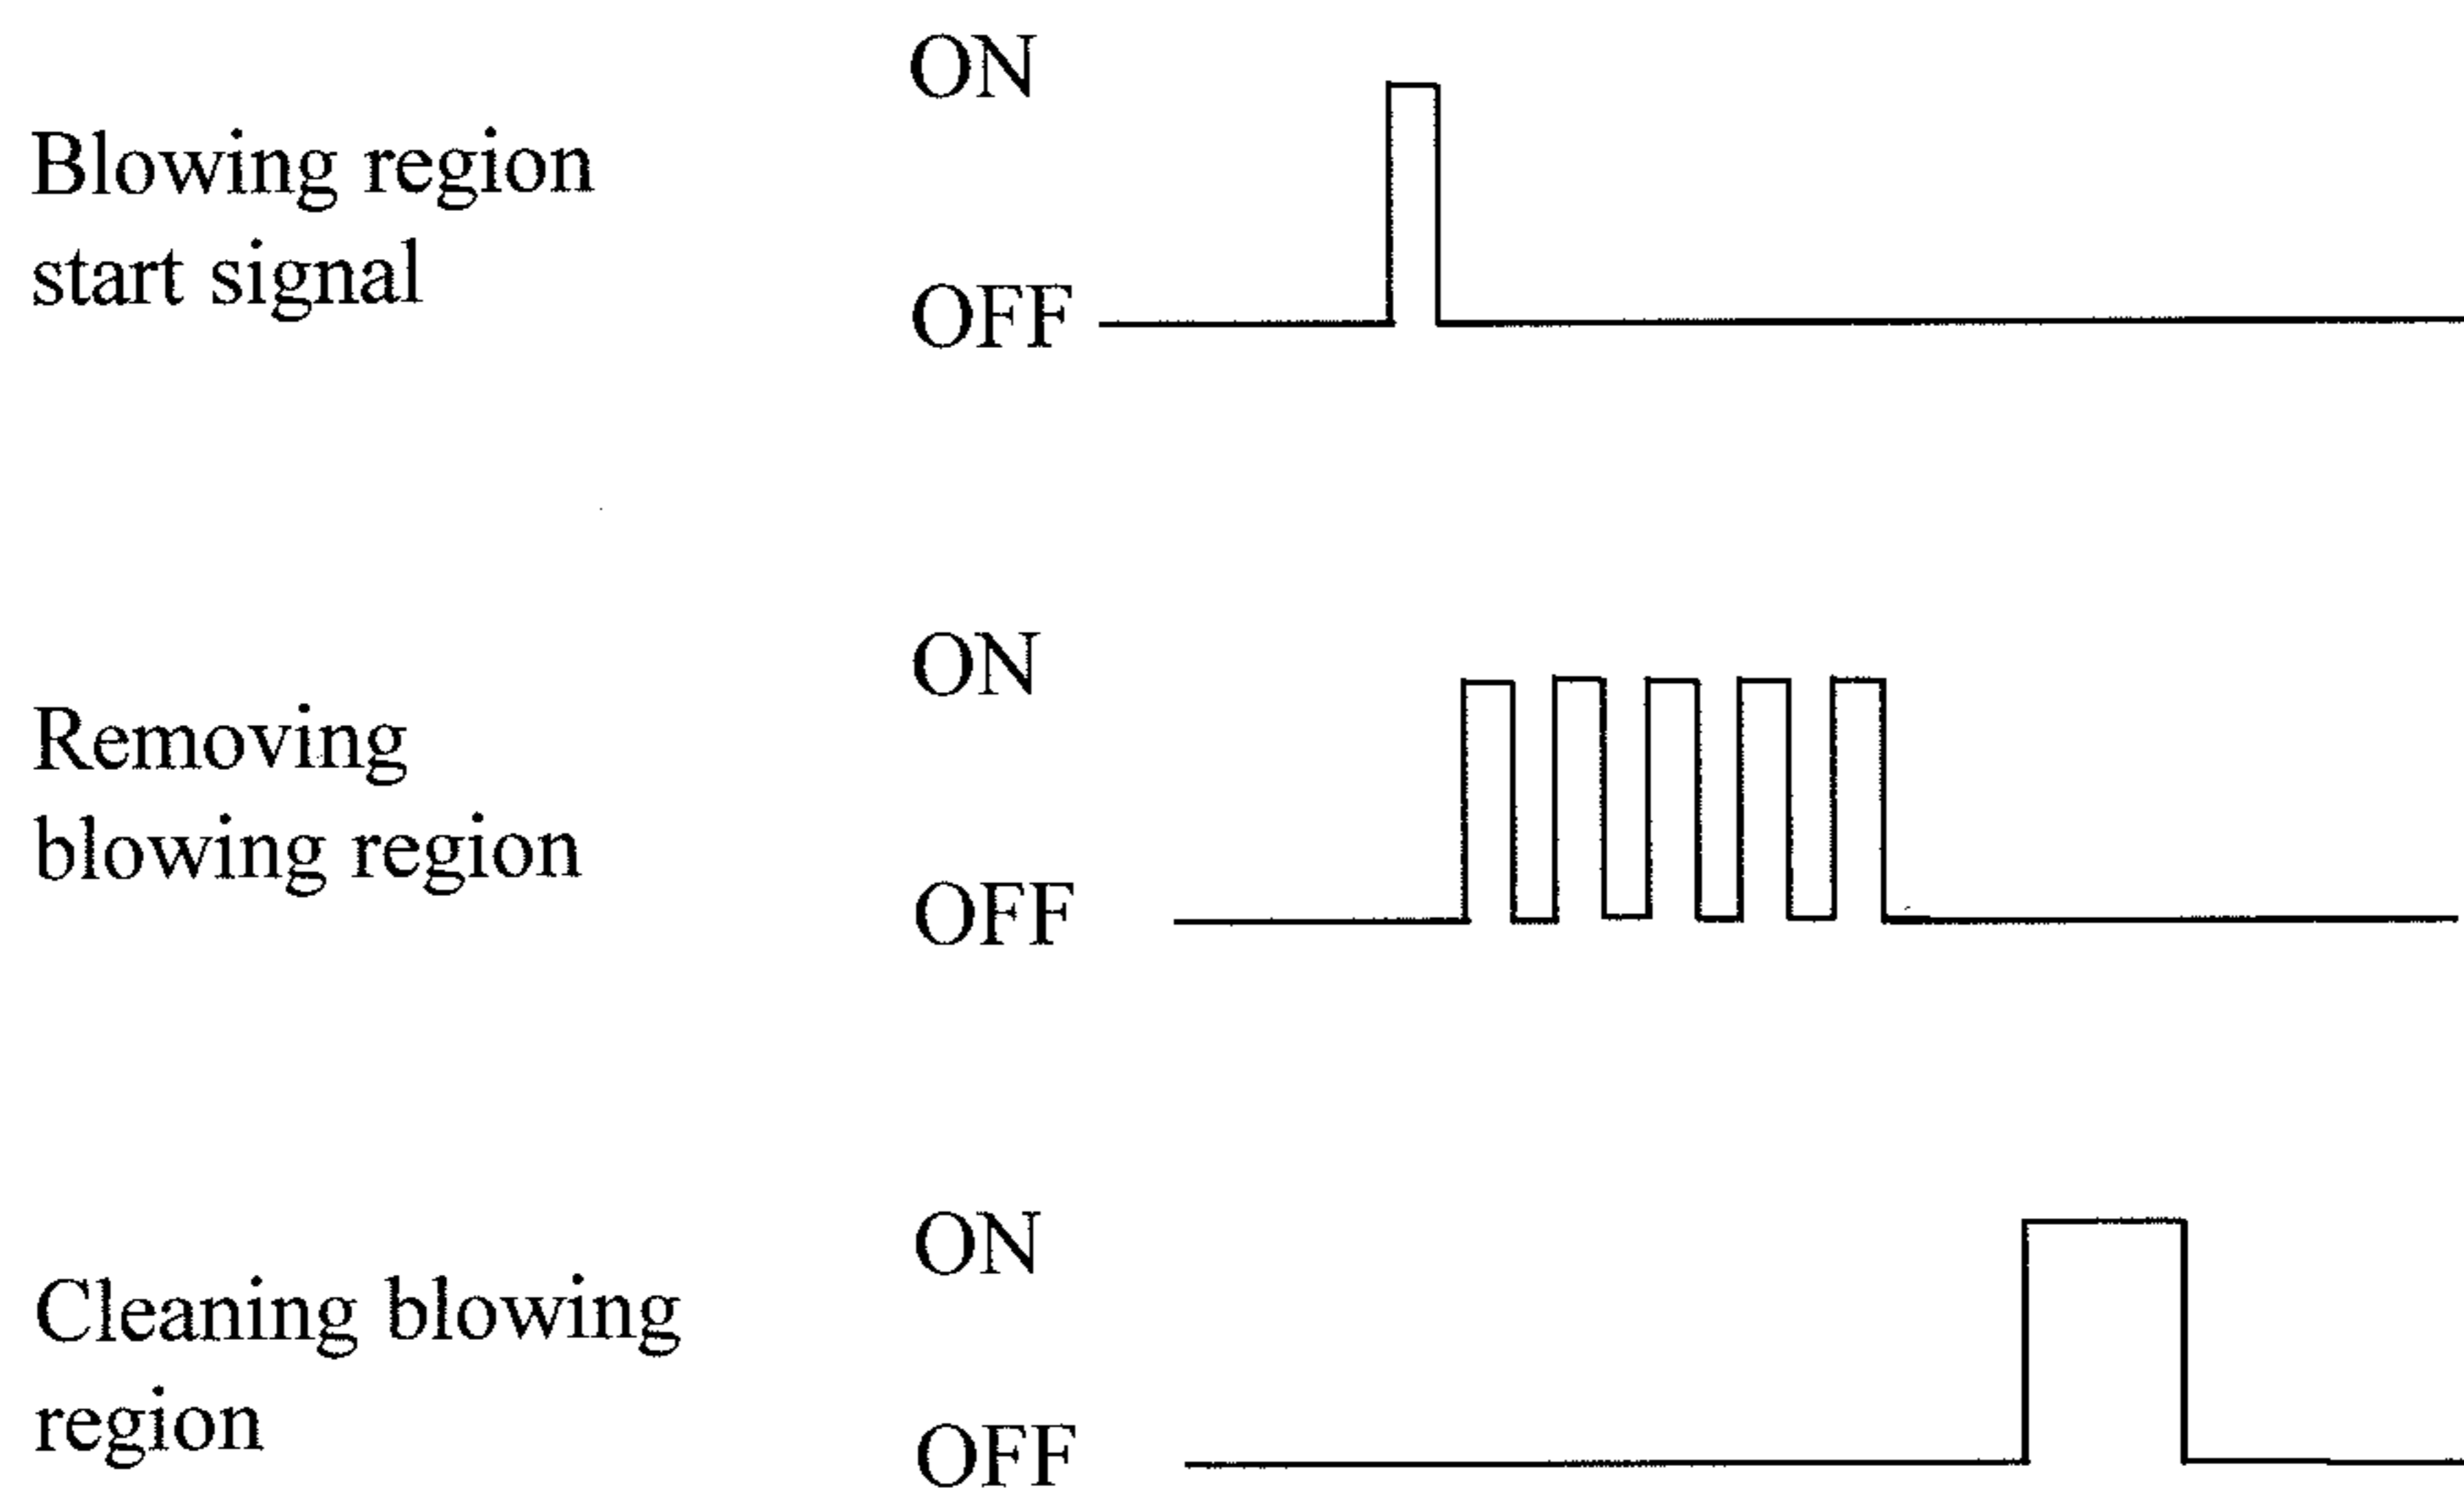 ON
Blowing region
start signal
OFF
ON
Removing
blowing region
OFF
ON
Cleaning blowing
region
OFF